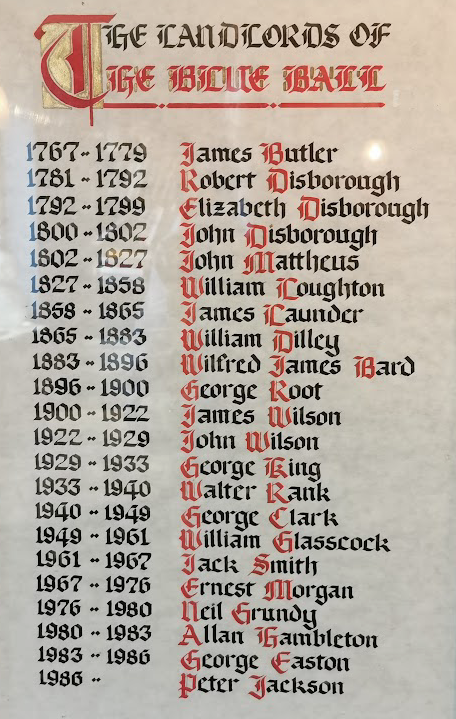 THE LANDLORDS OF
THE BLUE BALL
1767--1779 James Butler
1781--1792 Robert Disborough
1792--1799 Elizabeth Disborough
1800--1802 John Disborough
1802--1827 John Mattheus
1827--1858 William Loughton
1858--1865 James Launder
1865--1883 William Dilley
1883--1896 Wilfred James Bard
1896--1900 George Root
1900--1922 James Wilson
1922--1929 John Wilson
1929--1933 George King
1933--1940 Walter Rank
1940--1949 George Clark
1949--1961 William Glasscock
1961--1967 Jack Smith
1967--1976 Ernest Morgan
1976--1980 Neil Grundy
1980--1983 Allan Hambleton
1983--1986 George Easton
1986-- Peter Jackson